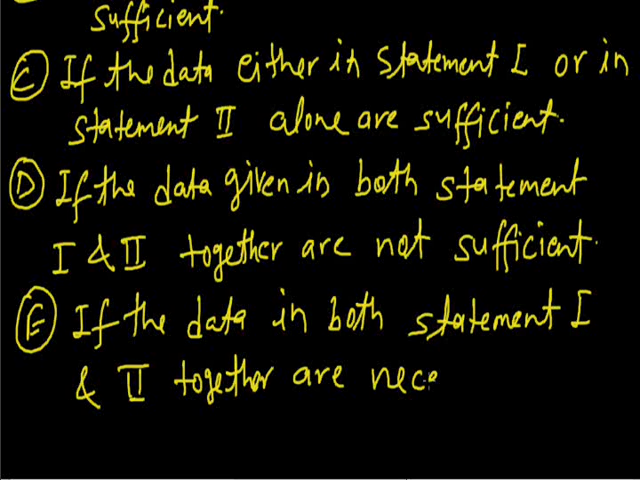 sufficient.
C If the data either in statement I or in
statement II alone are sufficient.
D If the data given in both statement
I & II together are not sufficient.
E If the data in both statement I
& II together are nece